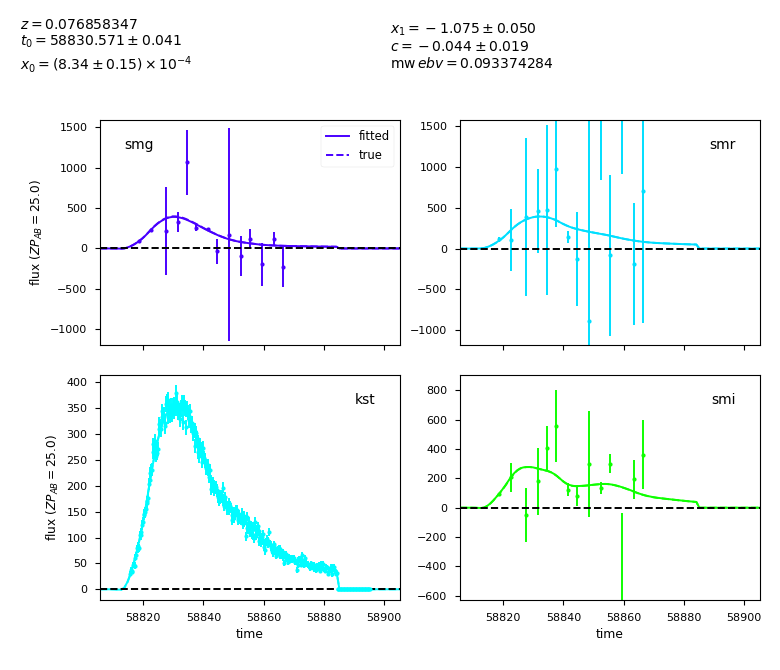 z = 0.076858347
t₀ = 58830.571 ± 0.041
x₀ = (8.34 ± 0.15) × 10⁻⁴
x₁ = −1.075 ± 0.050
c = −0.044 ± 0.019
mw ebv = 0.093374284
1500
1000
500
0
−500
−1000
flux (ZP_AB = 25.0)
smg
fitted
true
1500
1000
500
0
−500
−1000
smr
400
350
300
250
200
150
100
50
0
flux (ZP_AB = 25.0)
kst
58820
58840
58860
58880
58900
time
800
600
400
200
0
−200
−400
−600
smi
58820
58840
58860
58880
58900
time